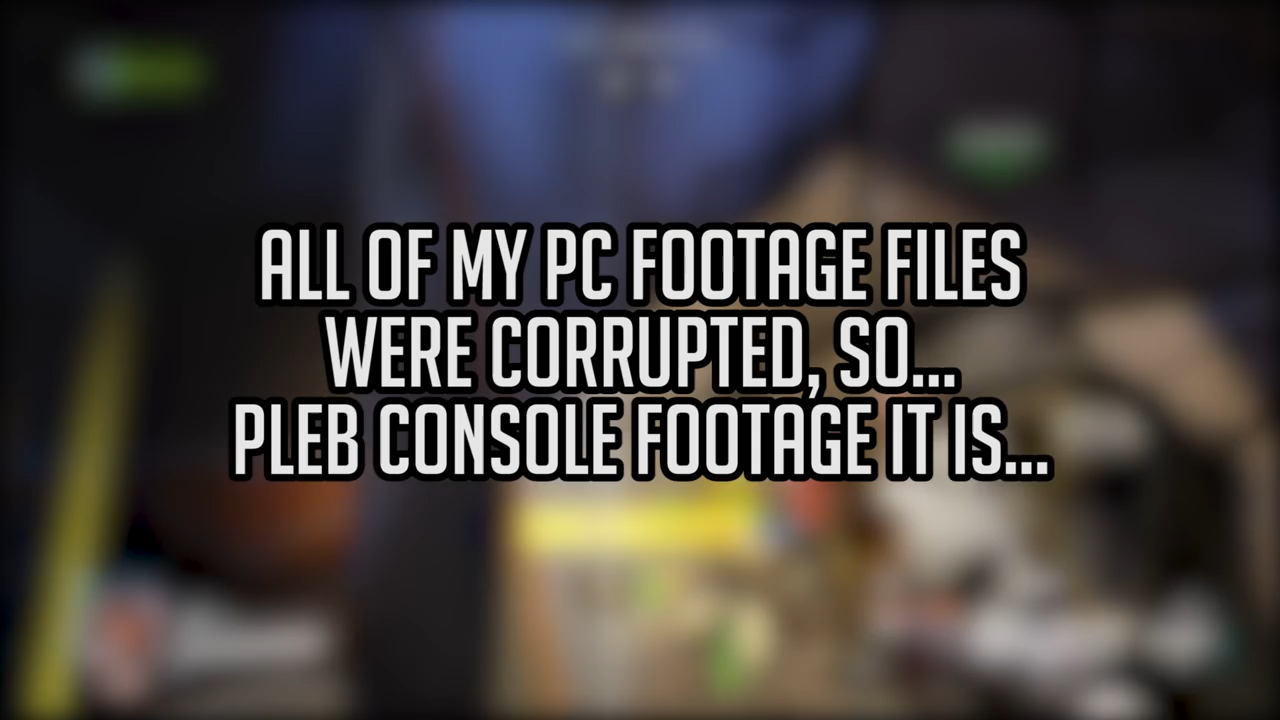 ALL OF MY PC FOOTAGE FILES
WERE CORRUPTED, SO...
PLEB CONSOLE FOOTAGE IT IS...